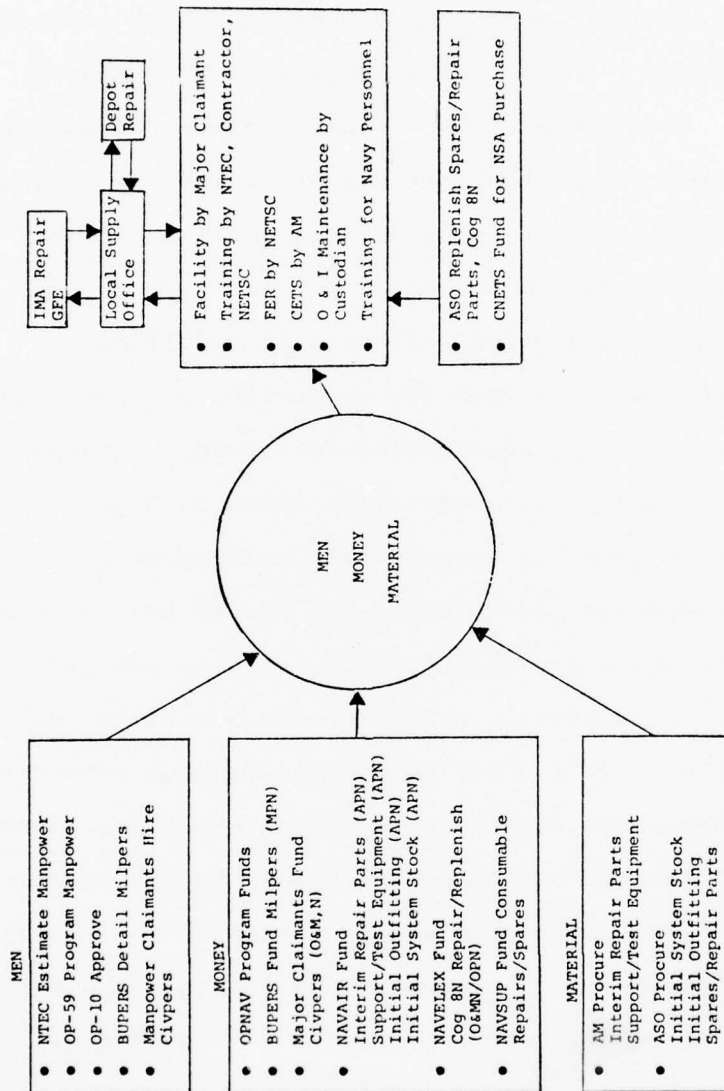 MEN
● NTEC Estimate Manpower
● OP-59 Program Manpower
● OP-10 Approve
● BUPERS Detail Milpers
● Manpower Claimants Hire
Civpers
MONEY
● OPNAV Program Funds
● BUPERS Fund Milpers (MPN)
● Major Claimants Fund
Civpers (O&M,N)
● NAVAIR Fund
Interim Repair Parts (APN)
Support/Test Equipment (APN)
Initial Outfitting (APN)
Initial System Stock (APN)
● NAVELEX Fund
Cog 8N Repair/Replenish
(O&MN/OPN)
● NAVSUP Fund Consumable
Repairs/Spares
MATERIAL
● AM Procure
Interim Repair Parts
Support/Test Equipment
● ASO Procure
Initial System Stock
Initial Outfitting
Spares/Repair Parts
MEN
MONEY
MATERIAL
IMA Repair
GFE
Local Supply
Office
Depot
Repair
● Facility by Major Claimant
● Training by NTEC, Contractor,
NETSC
● FER by NETSC
● CETS by AM
● O & I Maintenance by
Custodian
● Training for Navy Personnel
● ASO Replenish Spares/Repair
Parts, Cog 8N
● CNETS Fund for NSA Purchase